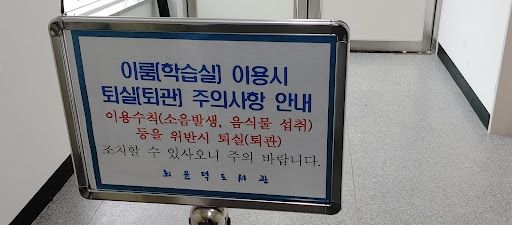 이룸(학습실) 이용시
퇴실(퇴관) 주의사항 안내
이용수칙(소음발생, 음식물 섭취)
등을 위반시 퇴실(퇴관)
조치할 수 있사오니 주의 바랍니다.
최윤덕도서관